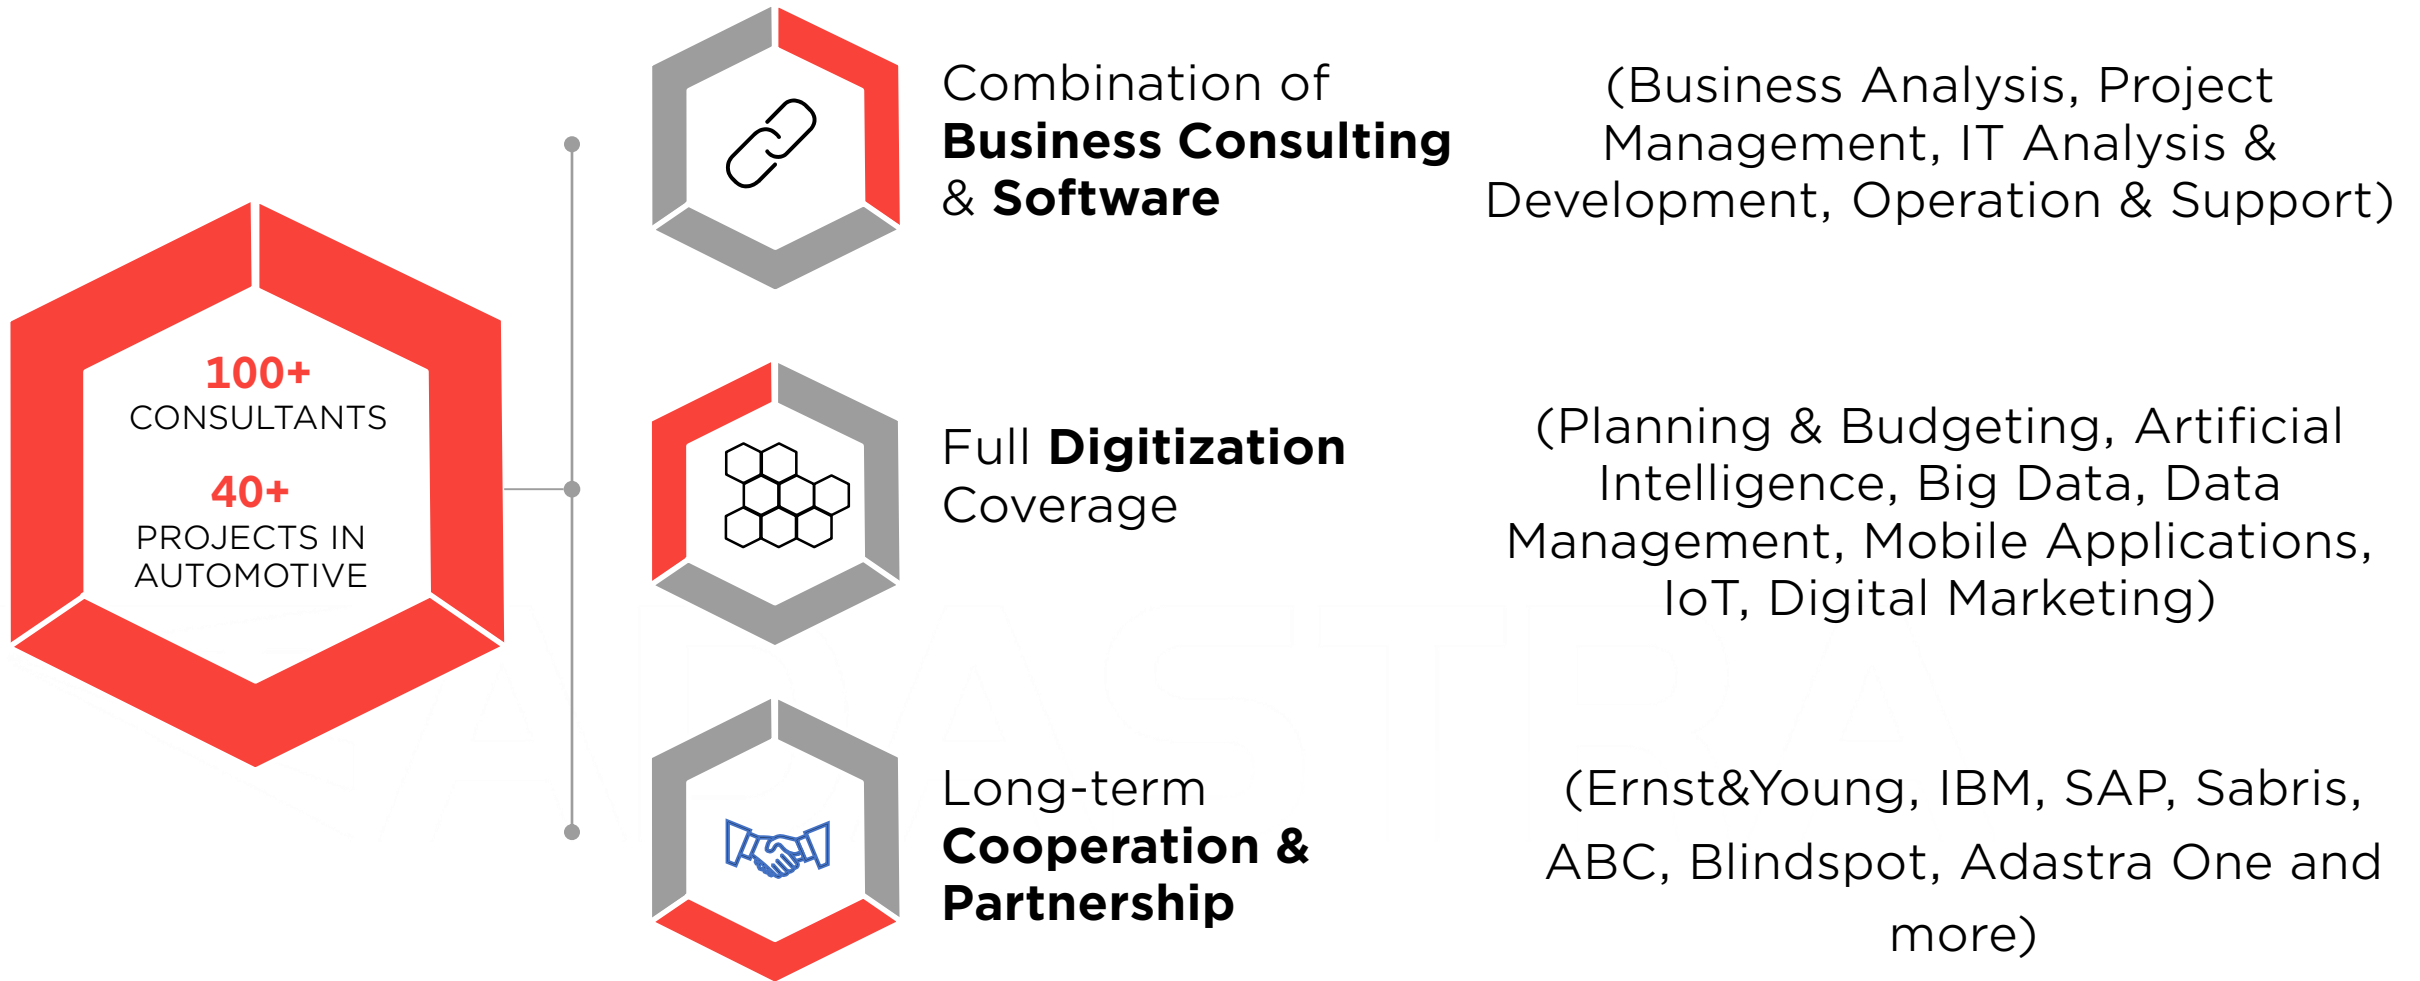 100+
CONSULTANTS
40+
PROJECTS IN
AUTOMOTIVE
Combination of
Business Consulting
& Software
(Business Analysis, Project
Management, IT Analysis &
Development, Operation & Support)
Full Digitization
Coverage
(Planning & Budgeting, Artificial
Intelligence, Big Data, Data
Management, Mobile Applications,
IoT, Digital Marketing)
Long-term
Cooperation &
Partnership
(Ernst&Young, IBM, SAP, Sabris,
ABC, Blindspot, Adastra One and
more)